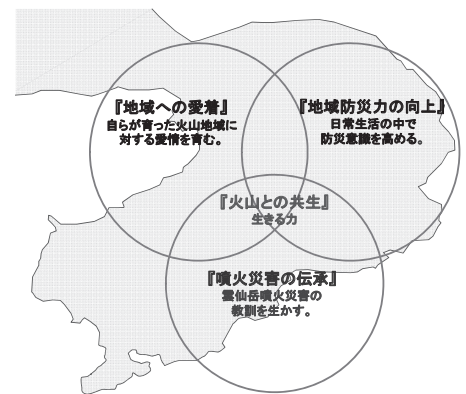 『地域への愛着』
自らが育った火山地域に
対する愛情を育む。
『地域防災力の向上』
日常生活の中で
防災意識を高める。
『火山との共生』
生きる力
『噴火災害の伝承』
雲仙岳噴火災害の
教訓を生かす。